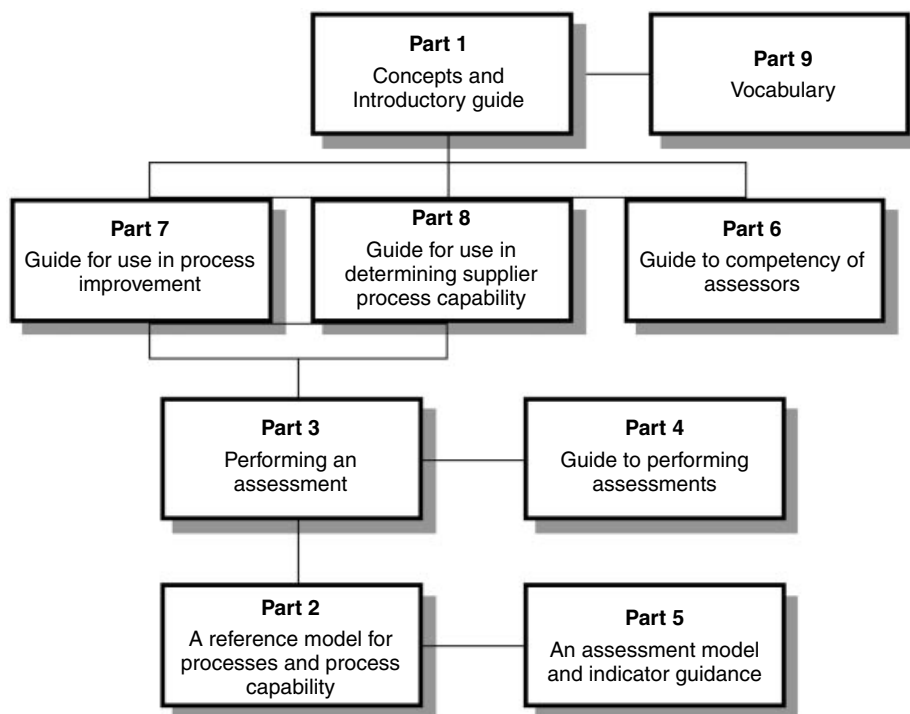 Part 1
Concepts and
Introductory guide
Part 9
Vocabulary
Part 7
Guide for use in process
improvement
Part 8
Guide for use in
determining supplier
process capability
Part 6
Guide to competency of
assessors
Part 3
Performing an
assessment
Part 4
Guide to performing
assessments
Part 2
A reference model for
processes and process
capability
Part 5
An assessment model
and indicator guidance